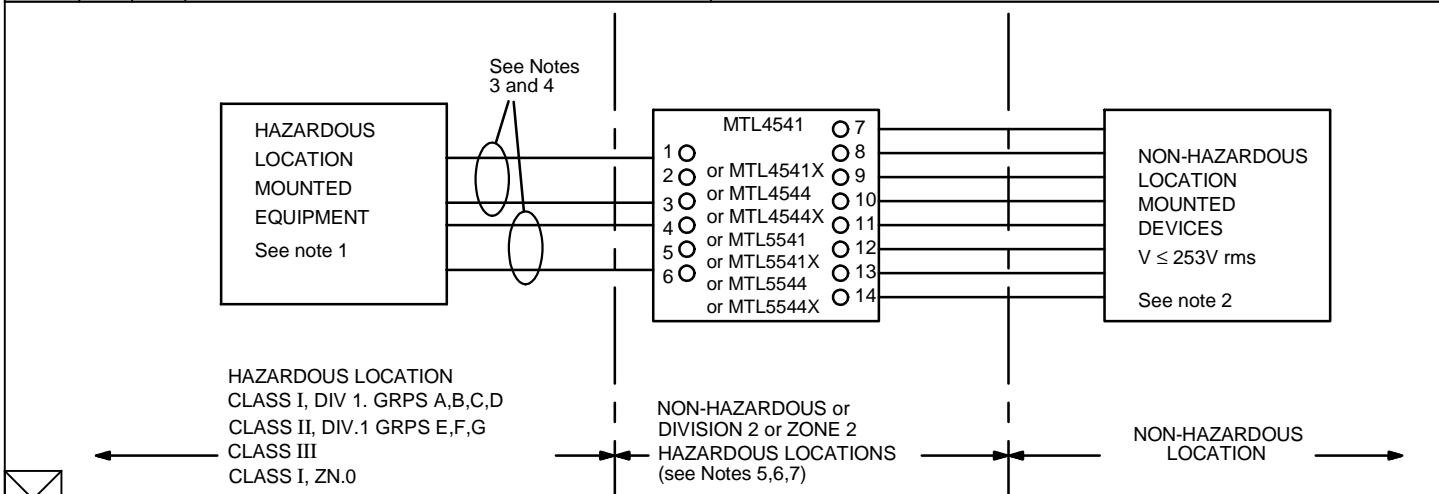 See Notes
3 and 4
HAZARDOUS
LOCATION
MOUNTED
EQUIPMENT
See note 1
MTL4541
or MTL4541X
or MTL4544
or MTL4544X
or MTL5541
or MTL5541X
or MTL5544
or MTL5544X
1
2
3
4
5
6
7
8
9
10
11
12
13
14
NON-HAZARDOUS
LOCATION
MOUNTED
DEVICES
V ≤ 253V rms
See note 2
HAZARDOUS LOCATION
CLASS I, DIV 1. GRPS A,B,C,D
CLASS II, DIV.1 GRPS E,F,G
CLASS III
CLASS I, ZN.0
NON-HAZARDOUS or
DIVISION 2 or ZONE 2
HAZARDOUS LOCATIONS
(see Notes 5,6,7)
NON-HAZARDOUS
LOCATION